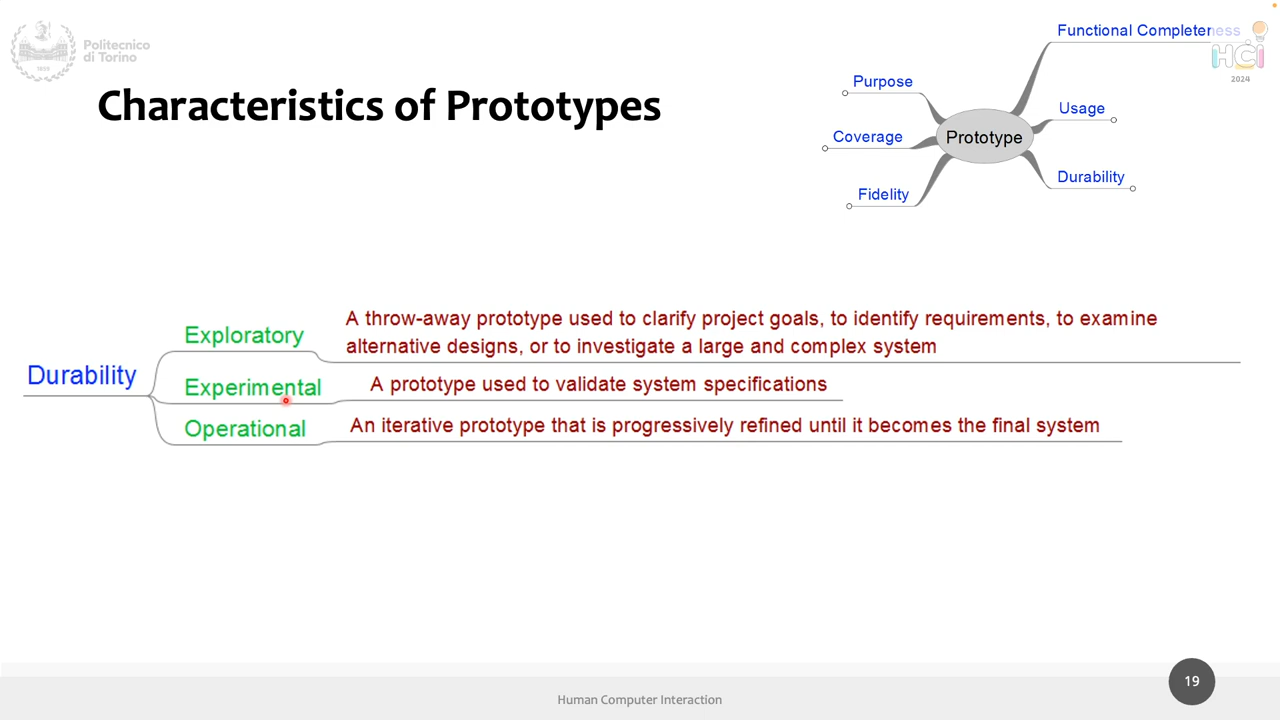 Politecnico
di Torino
1859
Characteristics of Prototypes
Functional Completeness
HCI
2024
Purpose
Usage
Coverage
Prototype
Durability
Fidelity
Durability
Exploratory
A throw-away prototype used to clarify project goals, to identify requirements, to examine
alternative designs, or to investigate a large and complex system
Experimental
A prototype used to validate system specifications
Operational
An iterative prototype that is progressively refined until it becomes the final system
Human Computer Interaction
19